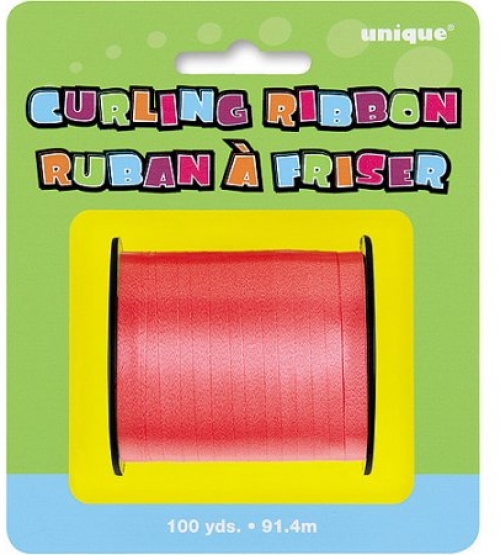 unique®
CURLING RIBBON
RUBAN À FRISER
100 yds. • 91.4m